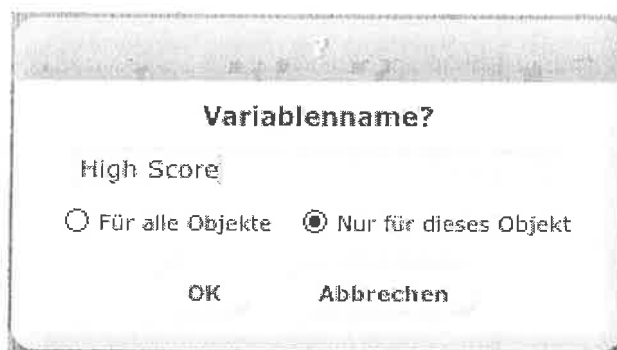 ?
Variablenname?
High Score
Für alle Objekte Nur für dieses Objekt
OK Abbrechen